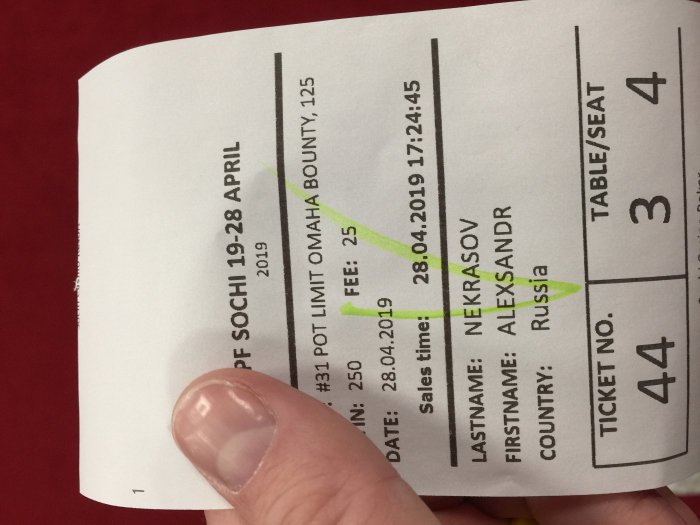 PF SOCHI 19-28 APRIL
2019
: #31 POT LIMIT OMAHA BOUNTY, 125
IN: 250 FEE: 25
DATE: 28.04.2019
Sales time: 28.04.2019 17:24:45
LASTNAME: NEKRASOV
FIRSTNAME: ALEXSANDR
COUNTRY: Russia
TICKET NO. TABLE/SEAT
44 3 4
1